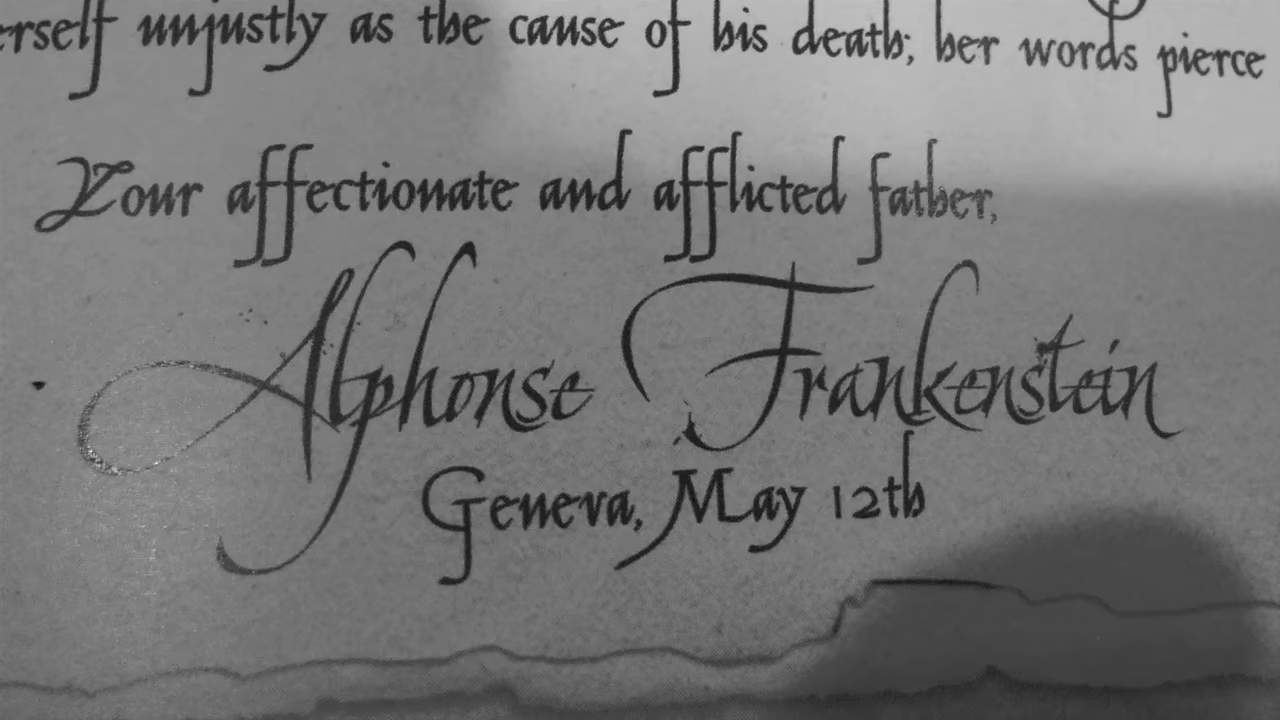 erself unjustly as the cause of his death; her words pierce
Your affectionate and afflicted father,
Alphonse Frankenstein
Geneva, May 12th